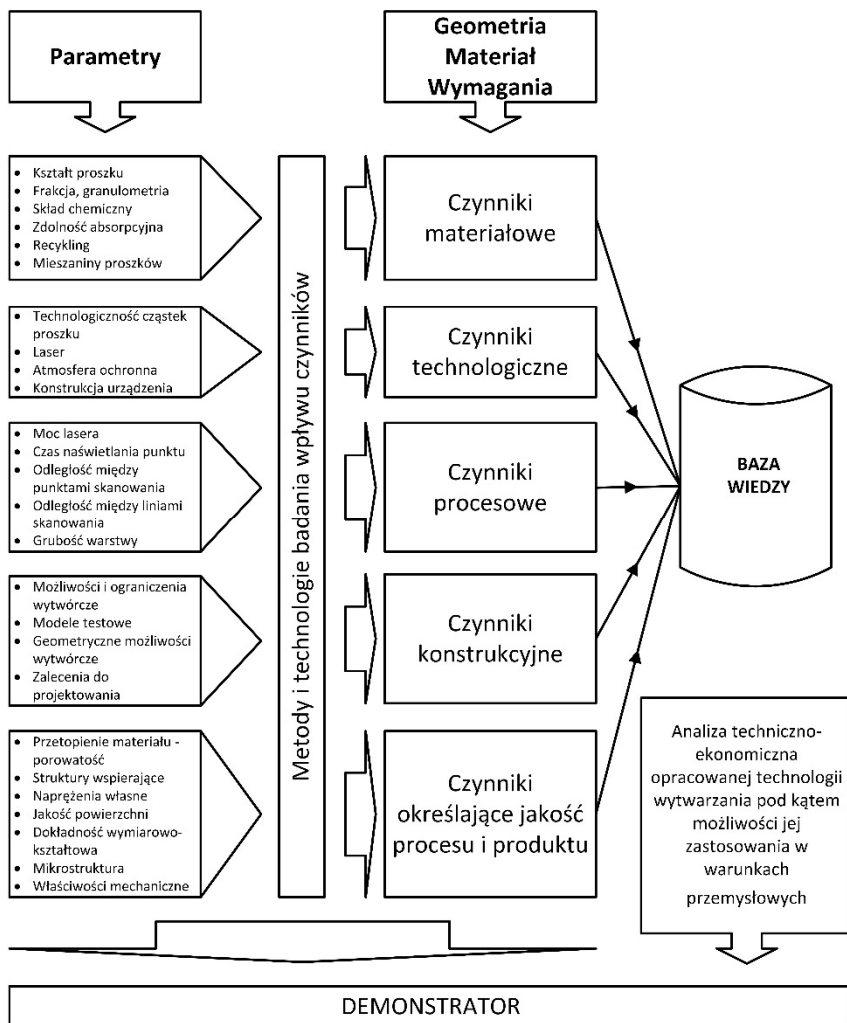 Parametry
Geometria
Materiał
Wymagania
• Kształt proszku
• Frakcja, granulometria
• Skład chemiczny
• Zdolność absorpcyjna
• Recykling
• Mieszaniny proszków
• Technologiczność cząstek
proszku
• Laser
• Atmosfera ochronna
• Konstrukcja urządzenia
• Moc lasera
• Czas naświetlania punktu
• Odległość między
punktami skanowania
• Odległość między liniami
skanowania
• Grubość warstwy
• Możliwości i ograniczenia
wytwórcze
• Modele testowe
• Geometryczne możliwości
wytwórcze
• Zalecenia do
projektowania
• Przetopienie materiału -
porowatość
• Struktury wspierające
• Naprężenia własne
• Jakość powierzchni
• Dokładność wymiarowo-
kształtowa
• Mikrostruktura
• Właściwości mechaniczne
Metody i technologie badania wpływu czynników
Czynniki
materiałowe
Czynniki
technologiczne
Czynniki
procesowe
Czynniki
konstrukcyjne
Czynniki
określające jakość
procesu i produktu
BAZA
WIEDZY
Analiza techniczno-
ekonomiczna
opracowanej technologii
wytwarzania pod kątem
możliwości jej
zastosowania w
warunkach
przemysłowych
DEMONSTRATOR